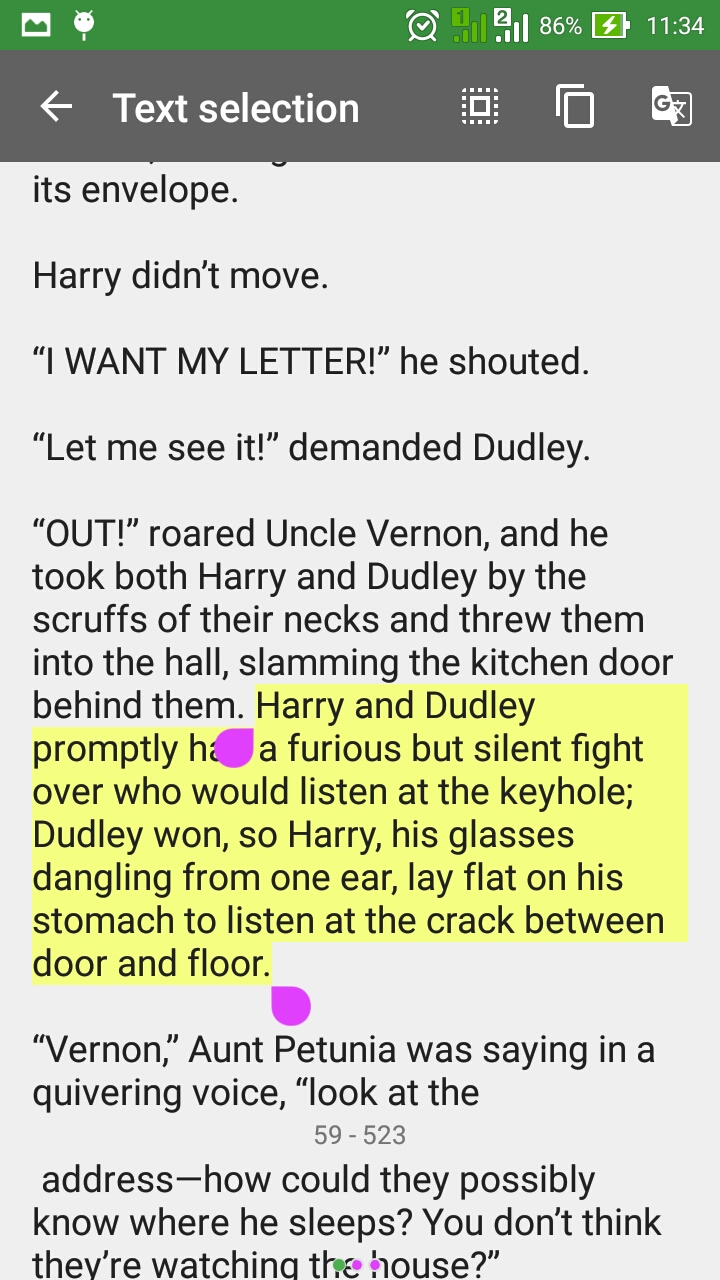 1 2 86% 11:34
Text selection
its envelope.
Harry didn’t move.
“I WANT MY LETTER!” he shouted.
“Let me see it!” demanded Dudley.
“OUT!” roared Uncle Vernon, and he
took both Harry and Dudley by the
scruffs of their necks and threw them
into the hall, slamming the kitchen door
behind them. Harry and Dudley
promptly had a furious but silent fight
over who would listen at the keyhole;
Dudley won, so Harry, his glasses
dangling from one ear, lay flat on his
stomach to listen at the crack between
door and floor.
“Vernon,” Aunt Petunia was saying in a
quivering voice, “look at the
59 - 523
address—how could they possibly
know where he sleeps? You don’t think
they’re watching the house?”